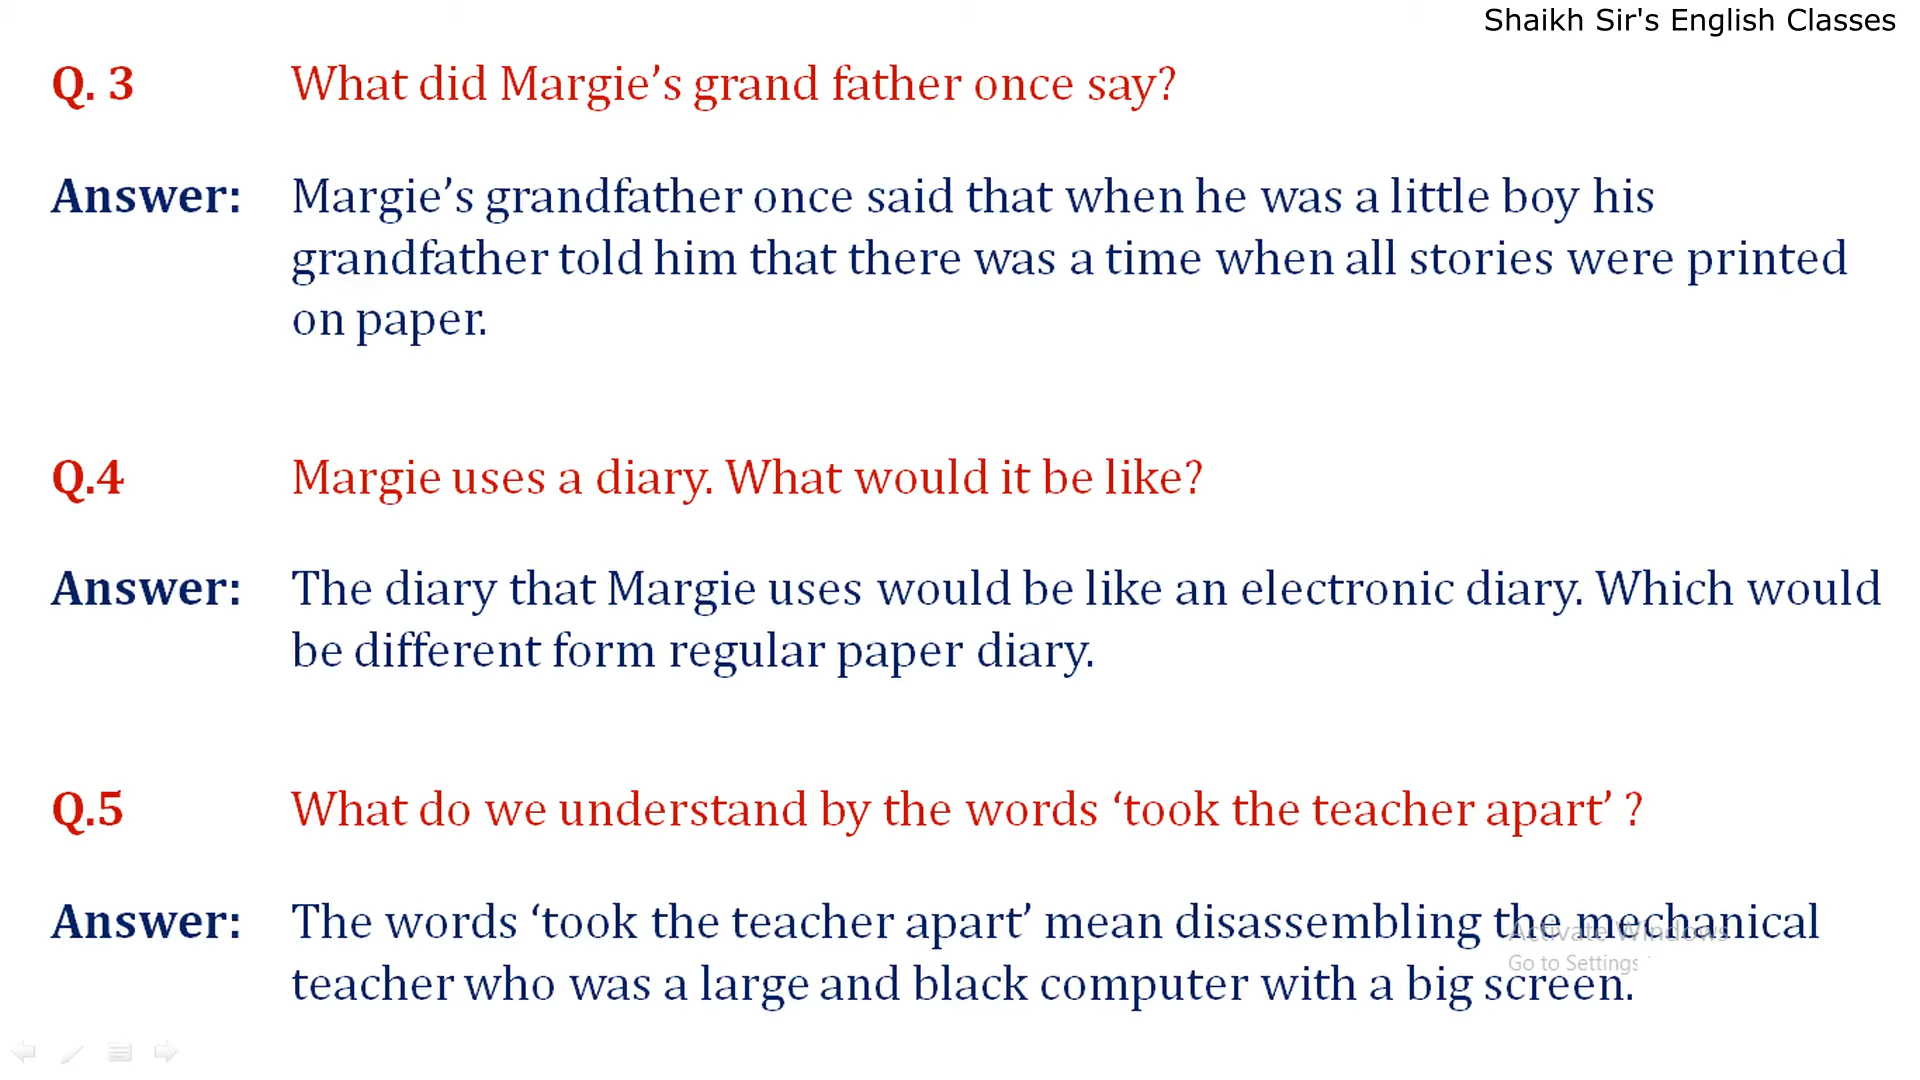 Shaikh Sir's English Classes
Q. 3 What did Margie’s grand father once say?
Answer: Margie’s grandfather once said that when he was a little boy his
grandfather told him that there was a time when all stories were printed
on paper.
Q.4 Margie uses a diary. What would it be like?
Answer: The diary that Margie uses would be like an electronic diary. Which would
be different form regular paper diary.
Q.5 What do we understand by the words ‘took the teacher apart’ ?
Answer: The words ‘took the teacher apart’ mean disassembling the mechanical
Activate Windows
Go to Settings
teacher who was a large and black computer with a big screen.